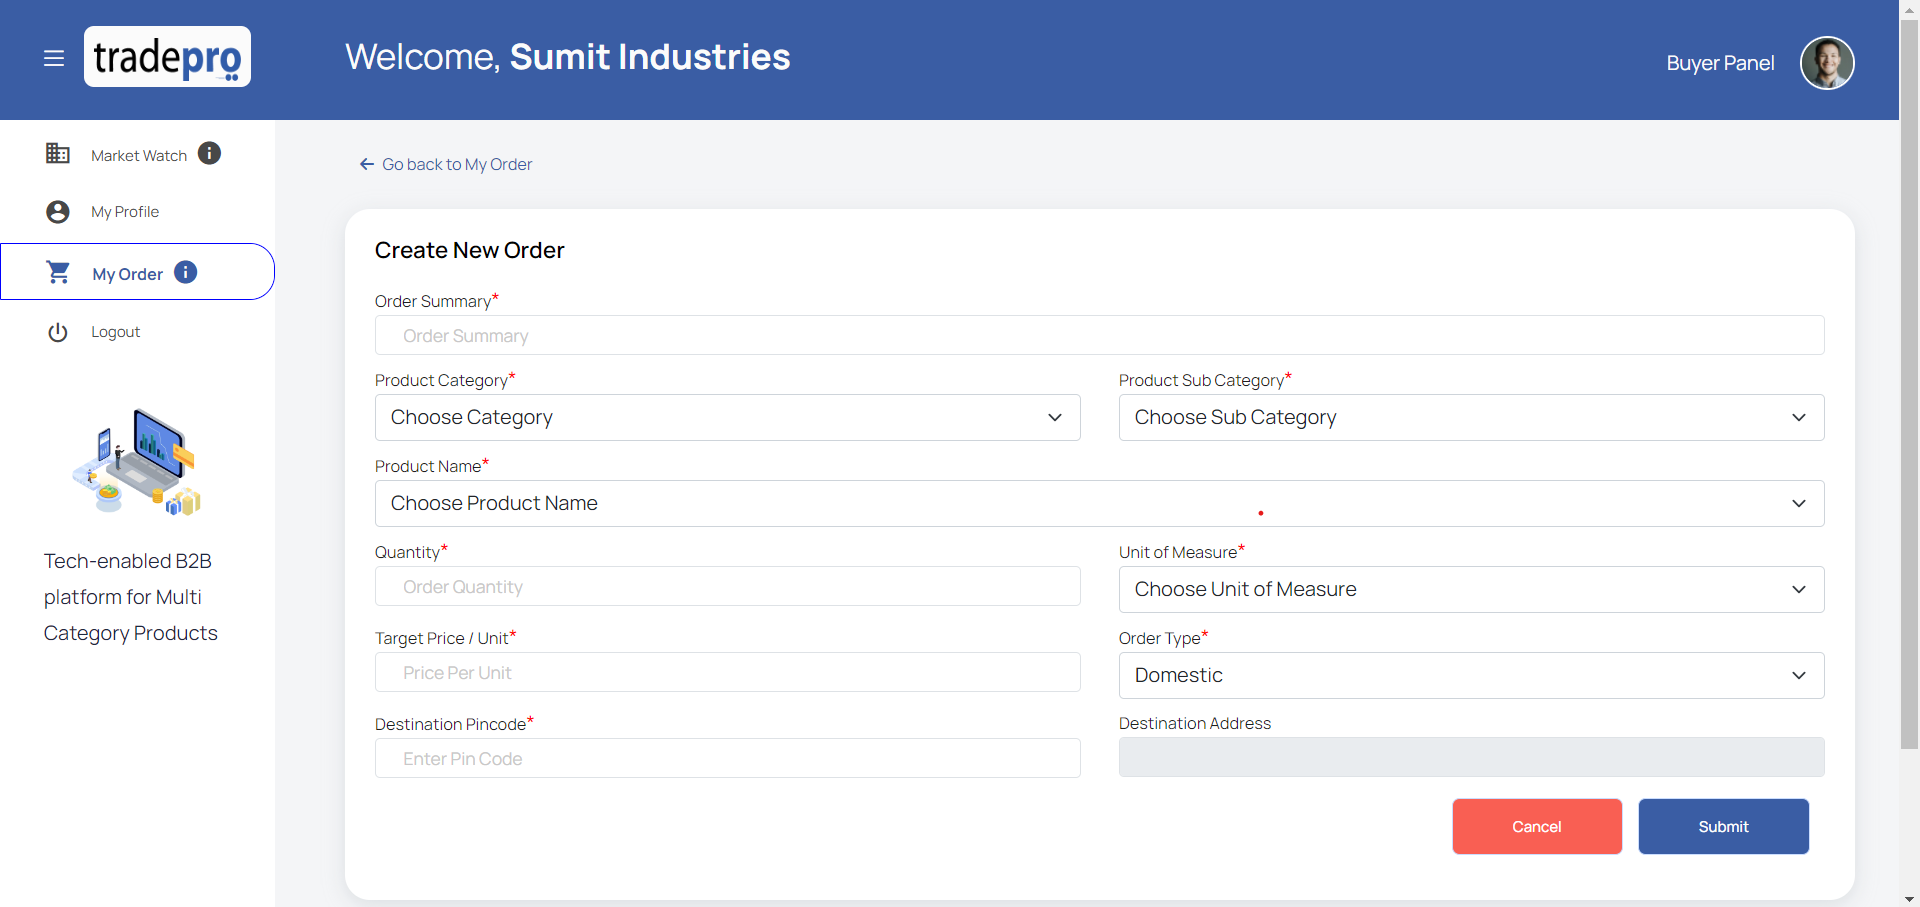 tradepro
Welcome, Sumit Industries
Buyer Panel
Market Watch
My Profile
My Order
Logout
Tech-enabled B2B
platform for Multi
Category Products
Go back to My Order
Create New Order
Order Summary*
Order Summary
Product Category*
Product Sub Category*
Choose Category
Choose Sub Category
Product Name*
Choose Product Name
Quantity*
Unit of Measure*
Order Quantity
Choose Unit of Measure
Target Price / Unit*
Order Type*
Price Per Unit
Domestic
Destination Pincode*
Destination Address
Enter Pin Code
Cancel
Submit